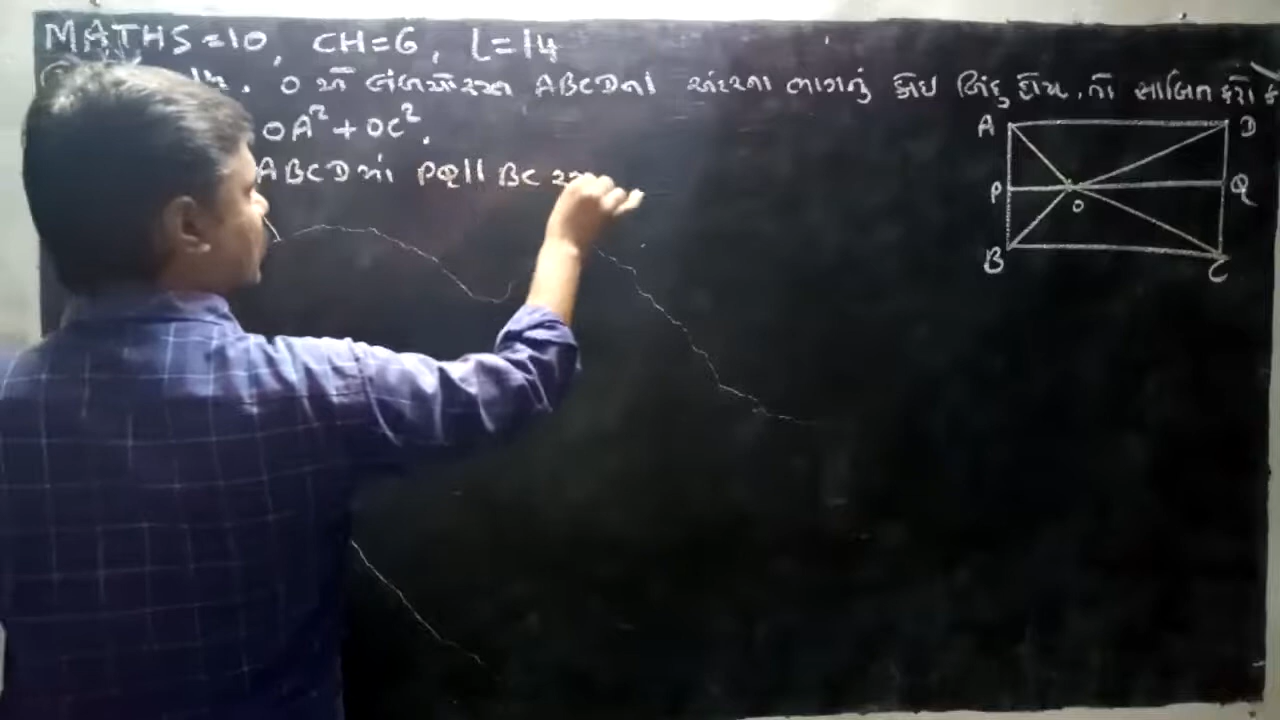 MATHS = 10, CH = 6, L = 14
14. O એ લંબચોરસ ABCDના અંદરના ભાગનું કોઇ બિંદુ હોય, તો સાબિત કરો કે
OA² + OC².
ABCDમાં PQ || BC
A D
P O Q
B C